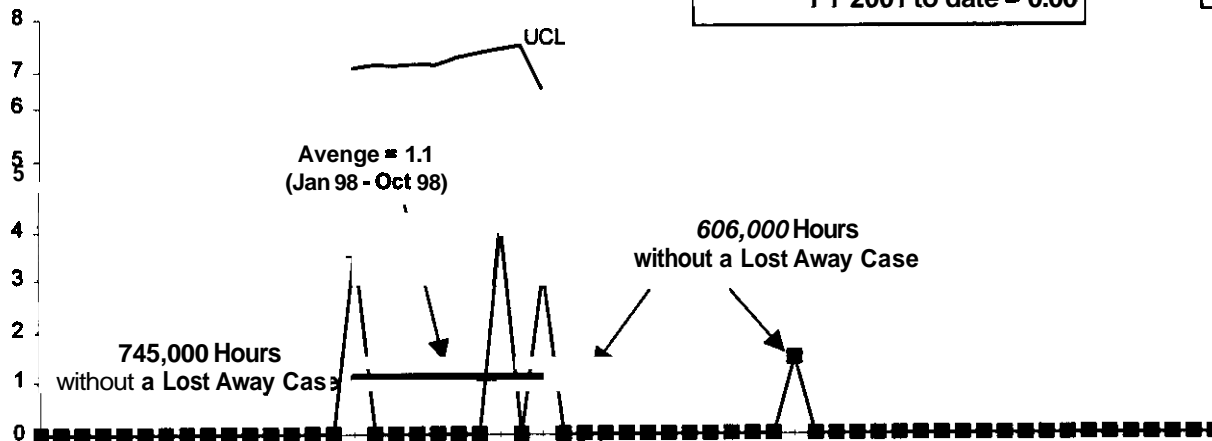 8
FY 2001 to date = 0.00
UCL
7
6
5
5
Avenge = 1.1
(Jan 98 - Oct 98)
4
606,000 Hours
without a Lost Away Case
3
2
745,000 Hours
without a Lost Away Case
1
0